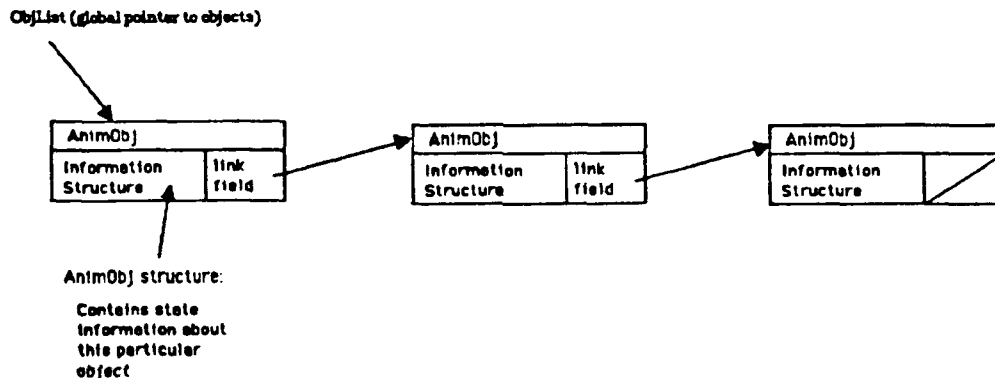 ObjList (global pointer to objects)
AnimObj
Information
Structure
link
field
AnimObj
Information
Structure
link
field
AnimObj
Information
Structure
AnimObj structure:
Contains state
information about
this particular
object